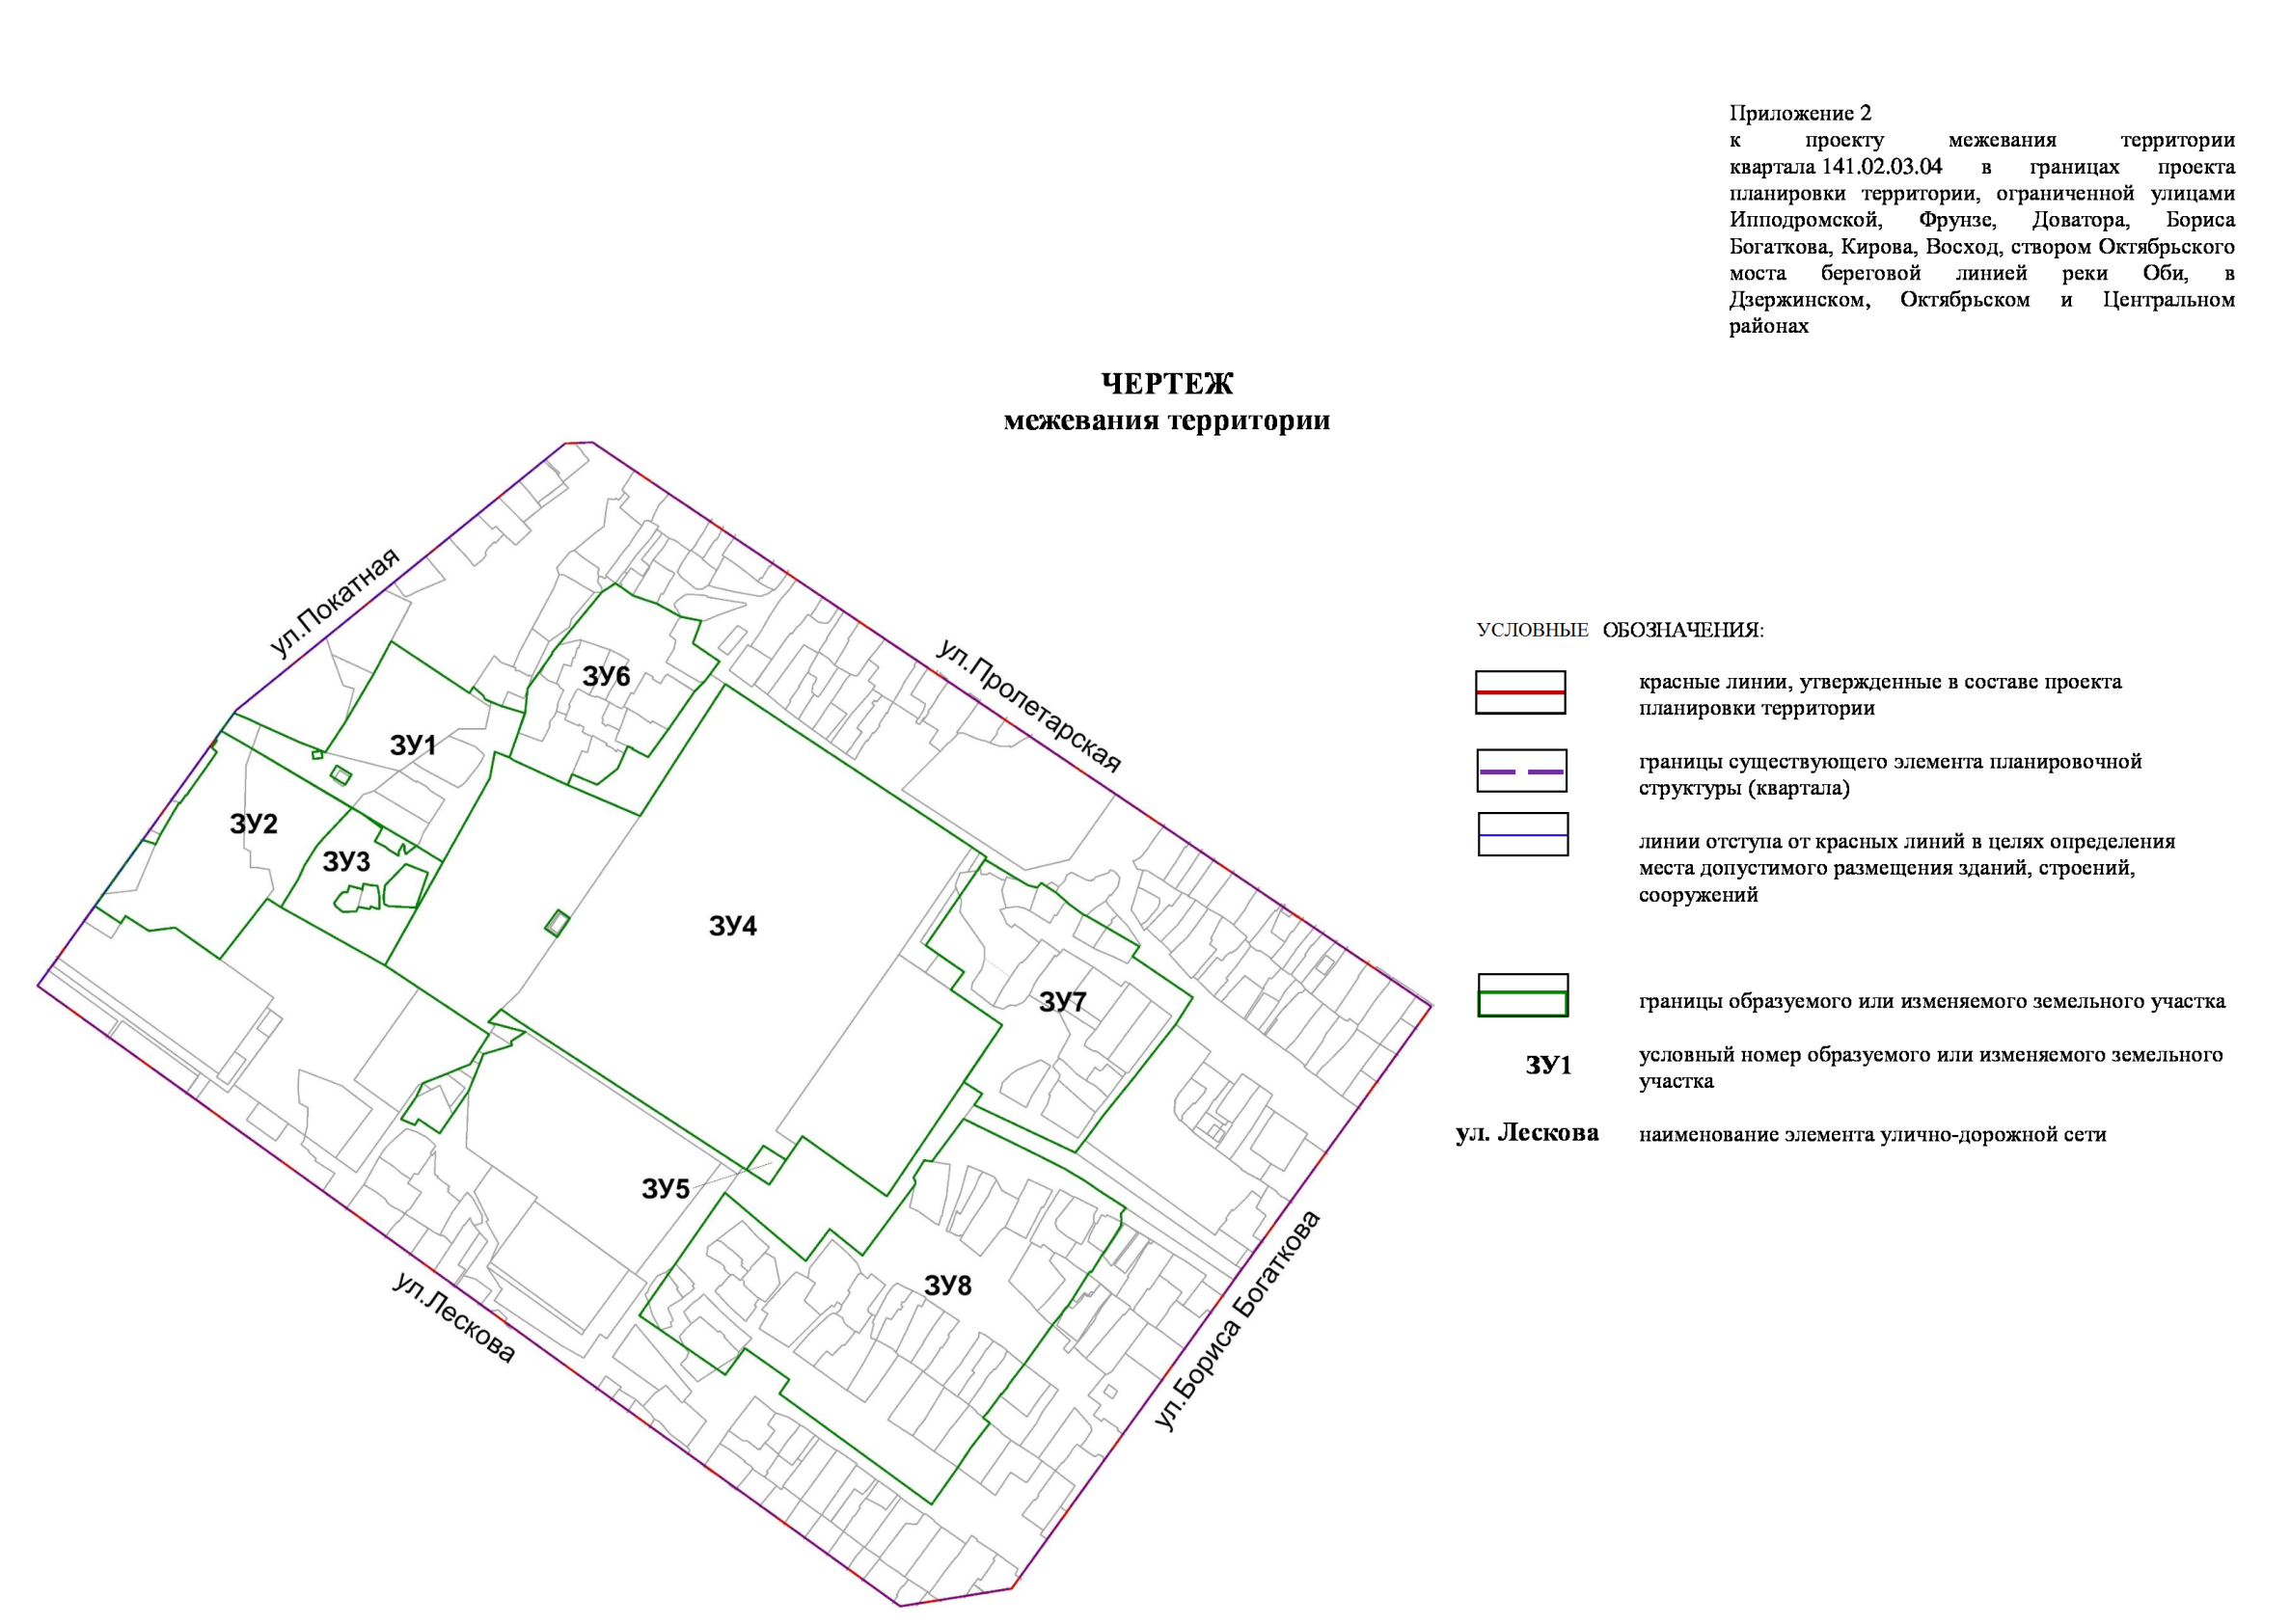 Приложение 2
к проекту межевания территории
квартала 141.02.03.04 в границах проекта
планировки территории, ограниченной улицами
Ипподромской, Фрунзе, Доватора, Бориса
Богаткова, Кирова, Восход, створом Октябрьского
моста береговой линией реки Оби, в
Дзержинском, Октябрьском и Центральном
районах
ЧЕРТЕЖ
межевания территории
ул.Покатная
ул.Пролетарская
ЗУ6
ЗУ1
ЗУ2
ЗУ3
ЗУ4
ЗУ7
ЗУ5
ЗУ8
ул.Лескова
ул.Бориса Богаткова
УСЛОВНЫЕ ОБОЗНАЧЕНИЯ:
красные линии, утвержденные в составе проекта
планировки территории
границы существующего элемента планировочной
структуры (квартала)
линии отступа от красных линий в целях определения
места допустимого размещения зданий, строений,
сооружений
границы образуемого или изменяемого земельного участка
ЗУ1
условный номер образуемого или изменяемого земельного
участка
ул. Лескова
наименование элемента улично-дорожной сети